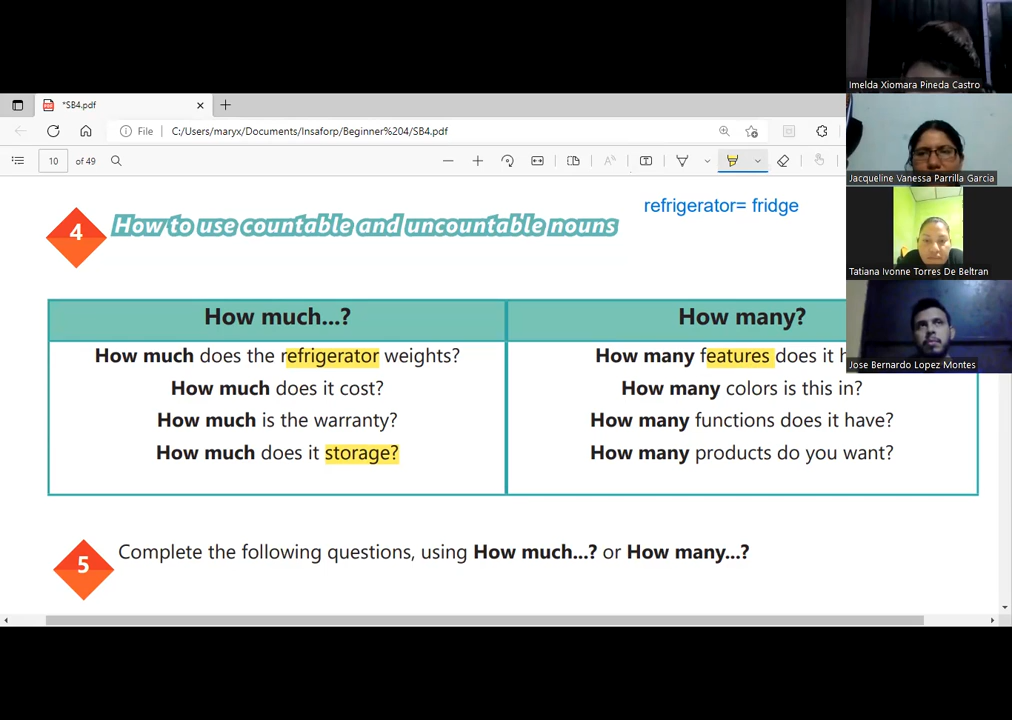 *SB4.pdf
File
C:/Users/maryx/Documents/Insaforp/Beginner%204/SB4.pdf
10
of 49
4
How to use countable and uncountable nouns
refrigerator= fridge
How much...?
How many?
How much does the refrigerator weights?
How much does it cost?
How much is the warranty?
How much does it storage?
How many features does it h
How many colors is this in?
How many functions does it have?
How many products do you want?
5
Complete the following questions, using How much...? or How many...?
Imelda Xiomara Pineda Castro
Jacqueline Vanessa Parrilla Garcia
Tatiana Ivonne Torres De Beltran
Jose Bernardo Lopez Montes